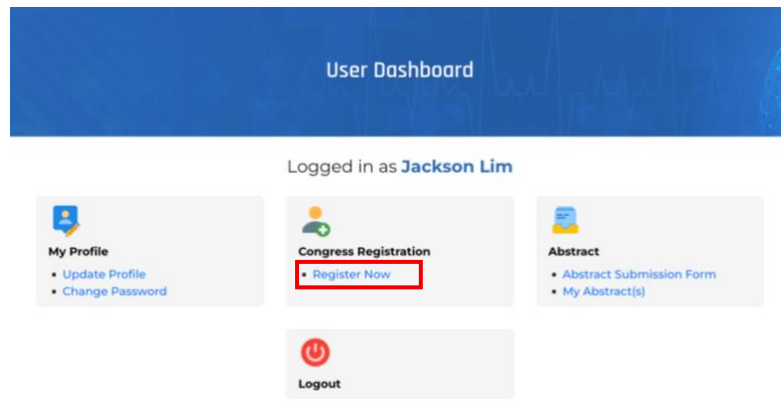 User Dashboard
Logged in as Jackson Lim
My Profile
▪ Update Profile
▪ Change Password
Congress Registration
▪ Register Now
Abstract
▪ Abstract Submission Form
▪ My Abstract(s)
Logout